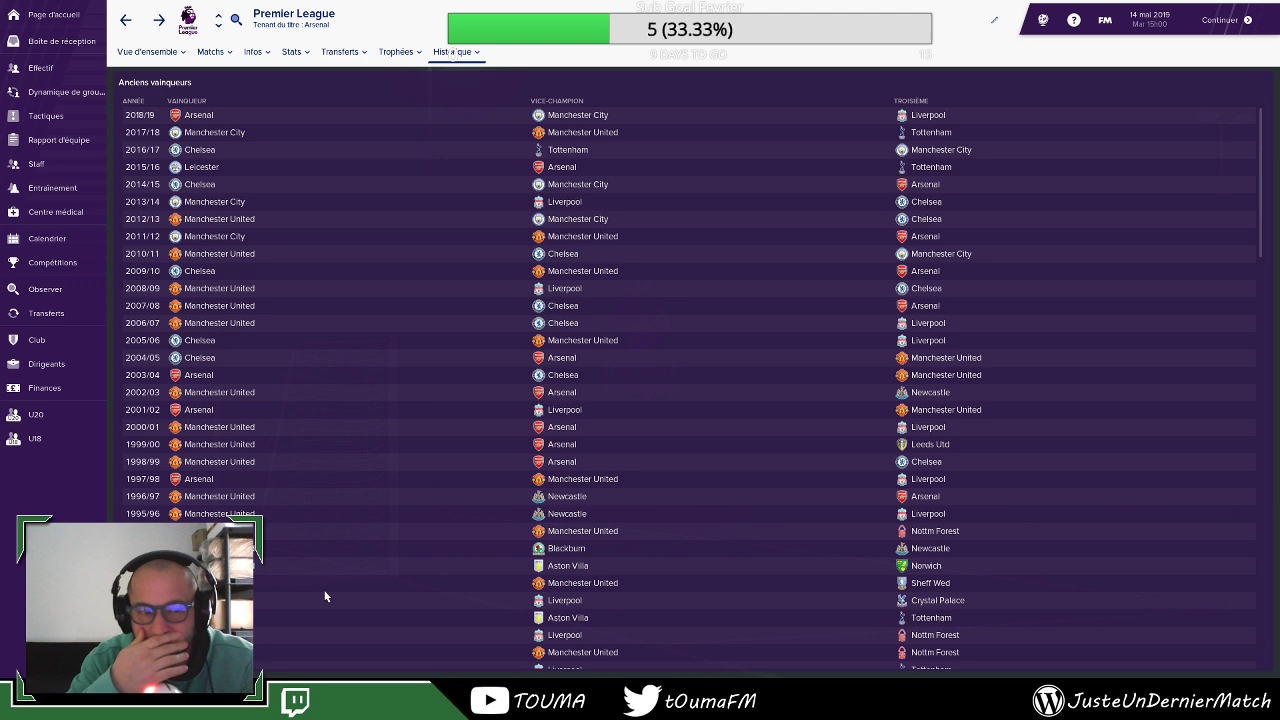 Sub Goal Fevrier
Page d'accueil
Premier League
Tenant du titre : Arsenal
5 (33.33%)
14 mai 2019
Mar 15:00
Continuer
FM
Boîte de réception
Vue d'ensemble
Matchs
Infos
Stats
Transferts
Trophées
Historique
9 DAYS TO GO
15
Effectif
Dynamique de grou...
Tactiques
Rapport d'équipe
Staff
Entraînement
Centre médical
Calendrier
Compétitions
Observer
Transferts
Club
Dirigeants
Finances
U20
U18
Anciens vainqueurs
ANNÉE VAINQUEUR VICE-CHAMPION TROISIÈME
2018/19 Arsenal Manchester City Liverpool
2017/18 Manchester City Manchester United Tottenham
2016/17 Chelsea Tottenham Manchester City
2015/16 Leicester Arsenal Tottenham
2014/15 Chelsea Manchester City Arsenal
2013/14 Manchester City Liverpool Chelsea
2012/13 Manchester United Manchester City Chelsea
2011/12 Manchester City Manchester United Arsenal
2010/11 Manchester United Chelsea Manchester City
2009/10 Chelsea Manchester United Arsenal
2008/09 Manchester United Liverpool Chelsea
2007/08 Manchester United Chelsea Arsenal
2006/07 Manchester United Chelsea Liverpool
2005/06 Chelsea Manchester United Liverpool
2004/05 Chelsea Arsenal Manchester United
2003/04 Arsenal Chelsea Manchester United
2002/03 Manchester United Arsenal Newcastle
2001/02 Arsenal Liverpool Manchester United
2000/01 Manchester United Arsenal Liverpool
1999/00 Manchester United Arsenal Leeds Utd
1998/99 Manchester United Arsenal Chelsea
1997/98 Arsenal Manchester United Liverpool
1996/97 Manchester United Newcastle Arsenal
1995/96 Manchester United Newcastle Liverpool
Manchester United Nottm Forest
Blackburn Newcastle
Aston Villa Norwich
Manchester United Sheff Wed
Liverpool Crystal Palace
Aston Villa Tottenham
Liverpool Nottm Forest
Manchester United Nottm Forest
Liverpool Tottenham
TOUMA
tOumaFM
JusteUnDernierMatch